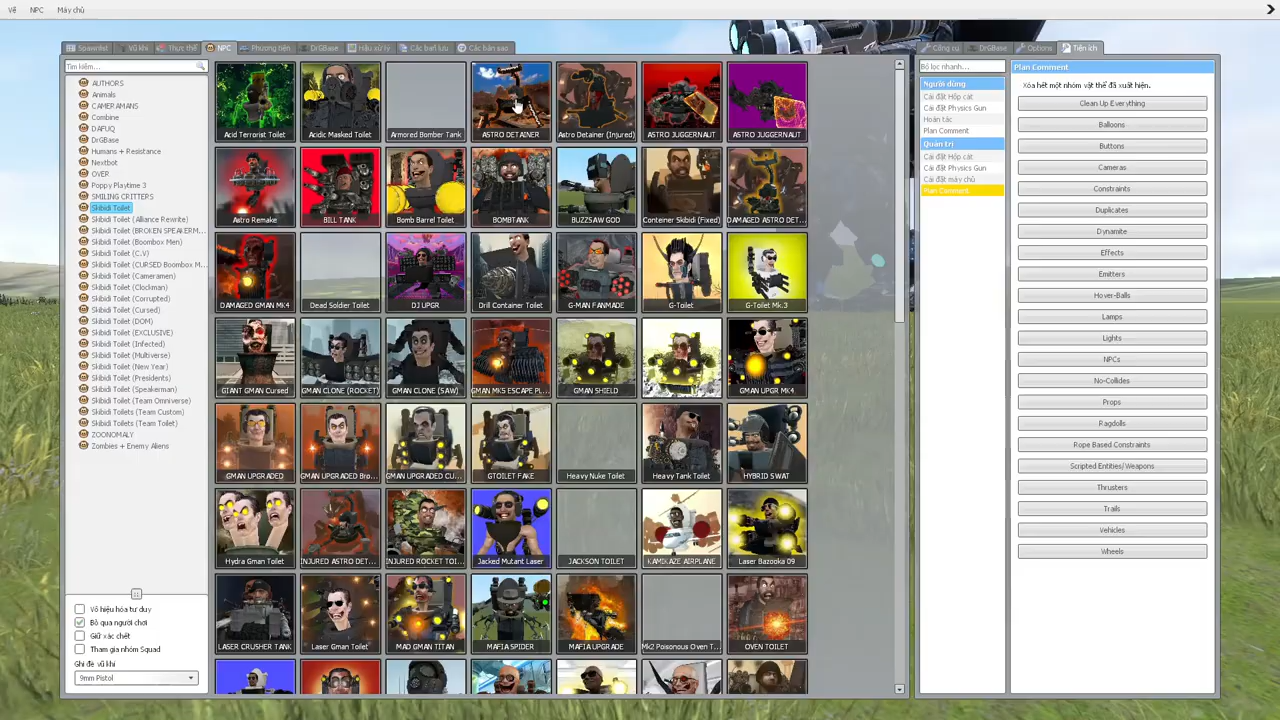 Vẽ NPC Máy chủ
Spawnlist Vũ khí Thực thể NPC Phương tiện DrGBase Hậu xử lý Các bản lưu Các bản sao
Công cụ DrGBase Options Tiện ích
Tìm kiếm...
AUTHORS
Animals
CAMERAMANS
Combine
DAFUQ
DrGBase
Humans + Resistance
Nextbot
OVER
Poppy Playtime 3
SMILING CRITTERS
Skibidi Toilet
Skibidi Toilet (Alliance Rewrite)
Skibidi Toilet (BROKEN SPEAKERM...
Skibidi Toilet (Boombox Men)
Skibidi Toilet (C.V)
Skibidi Toilet (CURSED Boombox M...
Skibidi Toilet (Cameramen)
Skibidi Toilet (Clockman)
Skibidi Toilet (Corrupted)
Skibidi Toilet (Cursed)
Skibidi Toilet (DOM)
Skibidi Toilet (EXCLUSIVE)
Skibidi Toilet (Infected)
Skibidi Toilet (Multiverse)
Skibidi Toilet (New Year)
Skibidi Toilet (Presidents)
Skibidi Toilet (Speakerman)
Skibidi Toilet (Team Omniverse)
Skibidi Toilets (Team Custom)
Skibidi Toilets (Team Toilet)
ZOONOMALY
Zombies + Enemy Aliens
Vô hiệu hóa tư duy
Bỏ qua người chơi
Giữ xác chết
Tham gia nhóm Squad
Ghi đè vũ khí
9mm Pistol
Acid Terrorist Toilet
Acidic Masked Toilet
Armored Bomber Tank
ASTRO DETAINER
Astro Detainer (Injured)
ASTRO JUGGERNAUT
ASTRO JUGGERNAUT
Astro Remake
BILL TANK
Bomb Barrel Toilet
BOMBTANK
BUZZSAW GOD
Conteiner Skibidi (Fixed)
DAMAGED ASTRO DET...
DAMAGED GMAN MK4
Dead Soldier Toilet
DJ UPGR
Drill Container Toilet
G-MAN FANMADE
G-Toilet
G-Toilet Mk.3
GIANT GMAN Cursed
GMAN CLONE (ROCKET)
GMAN CLONE (SAW)
GMAN MK5 ESCAPE PL...
GMAN SHIELD
GMAN UPGR MK4
GMAN UPGRADED
GMAN UPGRADED Bro...
GMAN UPGRADED CU...
GTOILET FAKE
Heavy Nuke Toilet
Heavy Tank Toilet
HYBRID SWAT
Hydra Gman Toilet
INJURED ASTRO DET...
INJURED ROCKET TOI...
Jacked Mutant Laser
JACKSON TOILET
KAMIKAZE AIRPLANE
Laser Bazooka 09
LASER CRUSHER TANK
Laser Gman Toilet
MAD GMAN TITAN
MAFIA SPIDER
MAFIA UPGRADE
Mk2 Poisonous Oven T...
OVEN TOILET
Bộ lọc nhanh...
Người dùng
Cài đặt Hộp cát
Cài đặt Physics Gun
Hoàn tác
Plan Comment
Quản trị
Cài đặt Hộp cát
Cài đặt Physics Gun
Cài đặt máy chủ
Plan Comment
Plan Comment
Xóa hết một nhóm vật thể đã xuất hiện.
Clean Up Everything
Balloons
Buttons
Cameras
Constraints
Duplicates
Dynamite
Effects
Emitters
Hover-Balls
Lamps
Lights
NPCs
No-Collides
Props
Ragdolls
Rope Based Constraints
Scripted Entities/Weapons
Thrusters
Trails
Vehicles
Wheels